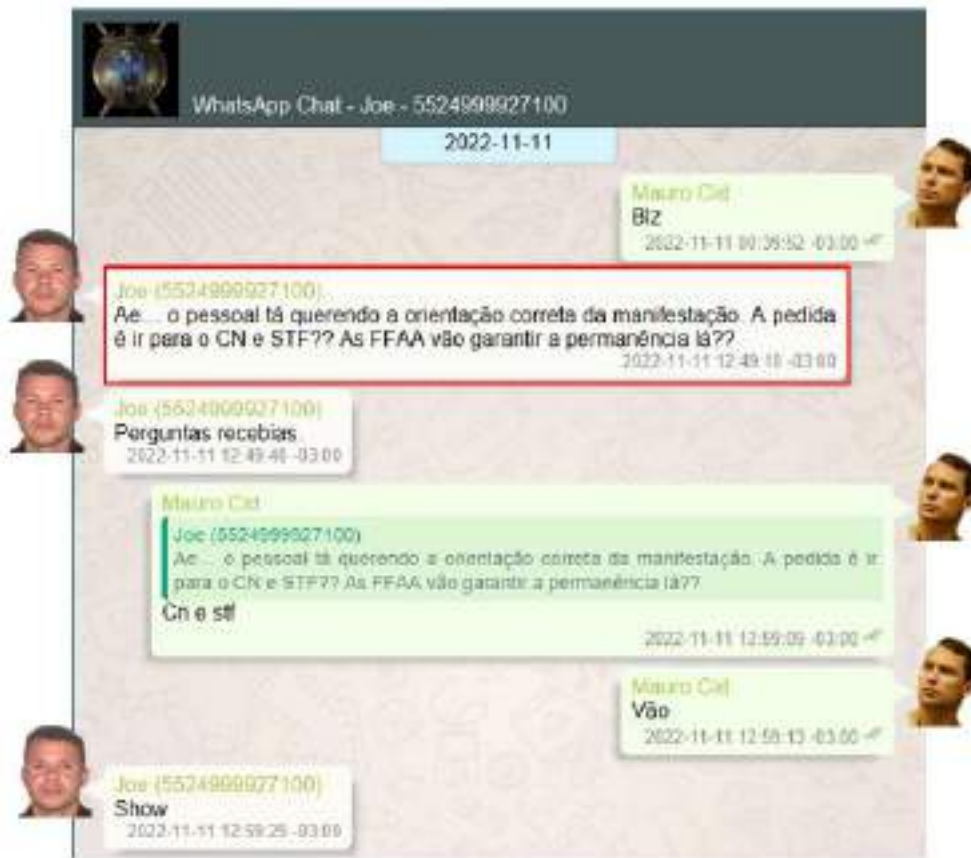 WhatsApp Chat - Joe - 5524999927100
2022-11-11
Mauro Cid
Blz
2022-11-11 -03:00
Joe (5524999927100)
Ae... o pessoal tá querendo a orientação correta da manifestação. A pedida
é ir para o CN e STF?? As FFAA vão garantir a permanência lá??
2022-11-11 12:49:10 -03:00
Joe (5524999927100)
Perguntas recebias.
2022-11-11 12:49:40 -03:00
Mauro Cid
Joe (5524999927100)
Ae... o pessoal tá querendo a orientação correta da manifestação. A pedida é ir
para o CN e STF?? As FFAA vão garantir a permanência lá??
Cn e stf
2022-11-11 12:59:09 -03:00
Mauro Cid
Vão
2022-11-11 12:59:13 -03:00
Joe (5524999927100)
Show
2022-11-11 12:59:25 -03:00